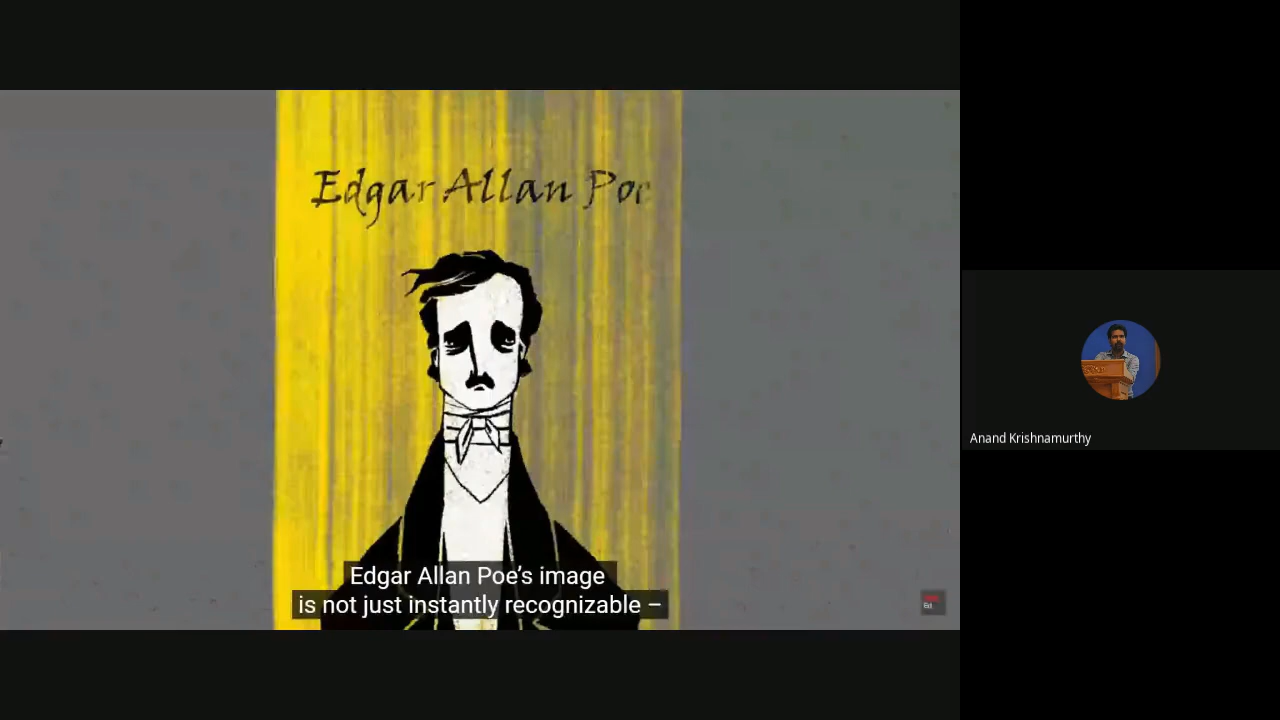 Edgar Allan Poe
Edgar Allan Poe’s image
is not just instantly recognizable –
Anand Krishnamurthy